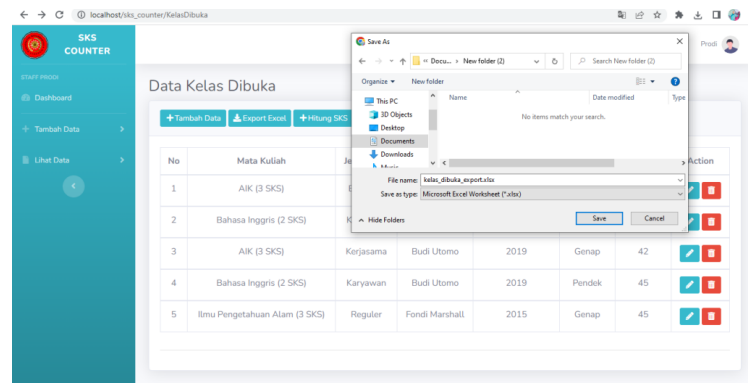 localhost/sks_counter/KelasDibuka
SKS
COUNTER
Prodi
STAFF PRODI
Dashboard
Tambah Data
Lihat Data
Data Kelas Dibuka
+Tambah Data
Export Excel
+Hitung SKS
Save As
« Docu... › New folder (2)
Search New folder (2)
Organize
New folder
This PC
3D Objects
Desktop
Documents
Downloads
Music
Name
Date modified
Type
No items match your search.
File name: kelas_dibuka_export.xlsx
Save as type: Microsoft Excel Worksheet (*.xlsx)
Hide Folders
Save
Cancel
No Mata Kuliah Action
1 AIK (3 SKS)
2 Bahasa Inggris (2 SKS)
3 AIK (3 SKS) Kerjasama Budi Utomo 2019 Genap 42
4 Bahasa Inggris (2 SKS) Karyawan Budi Utomo 2019 Pendek 45
5 Ilmu Pengetahuan Alam (3 SKS) Reguler Fondi Marshall 2015 Genap 45